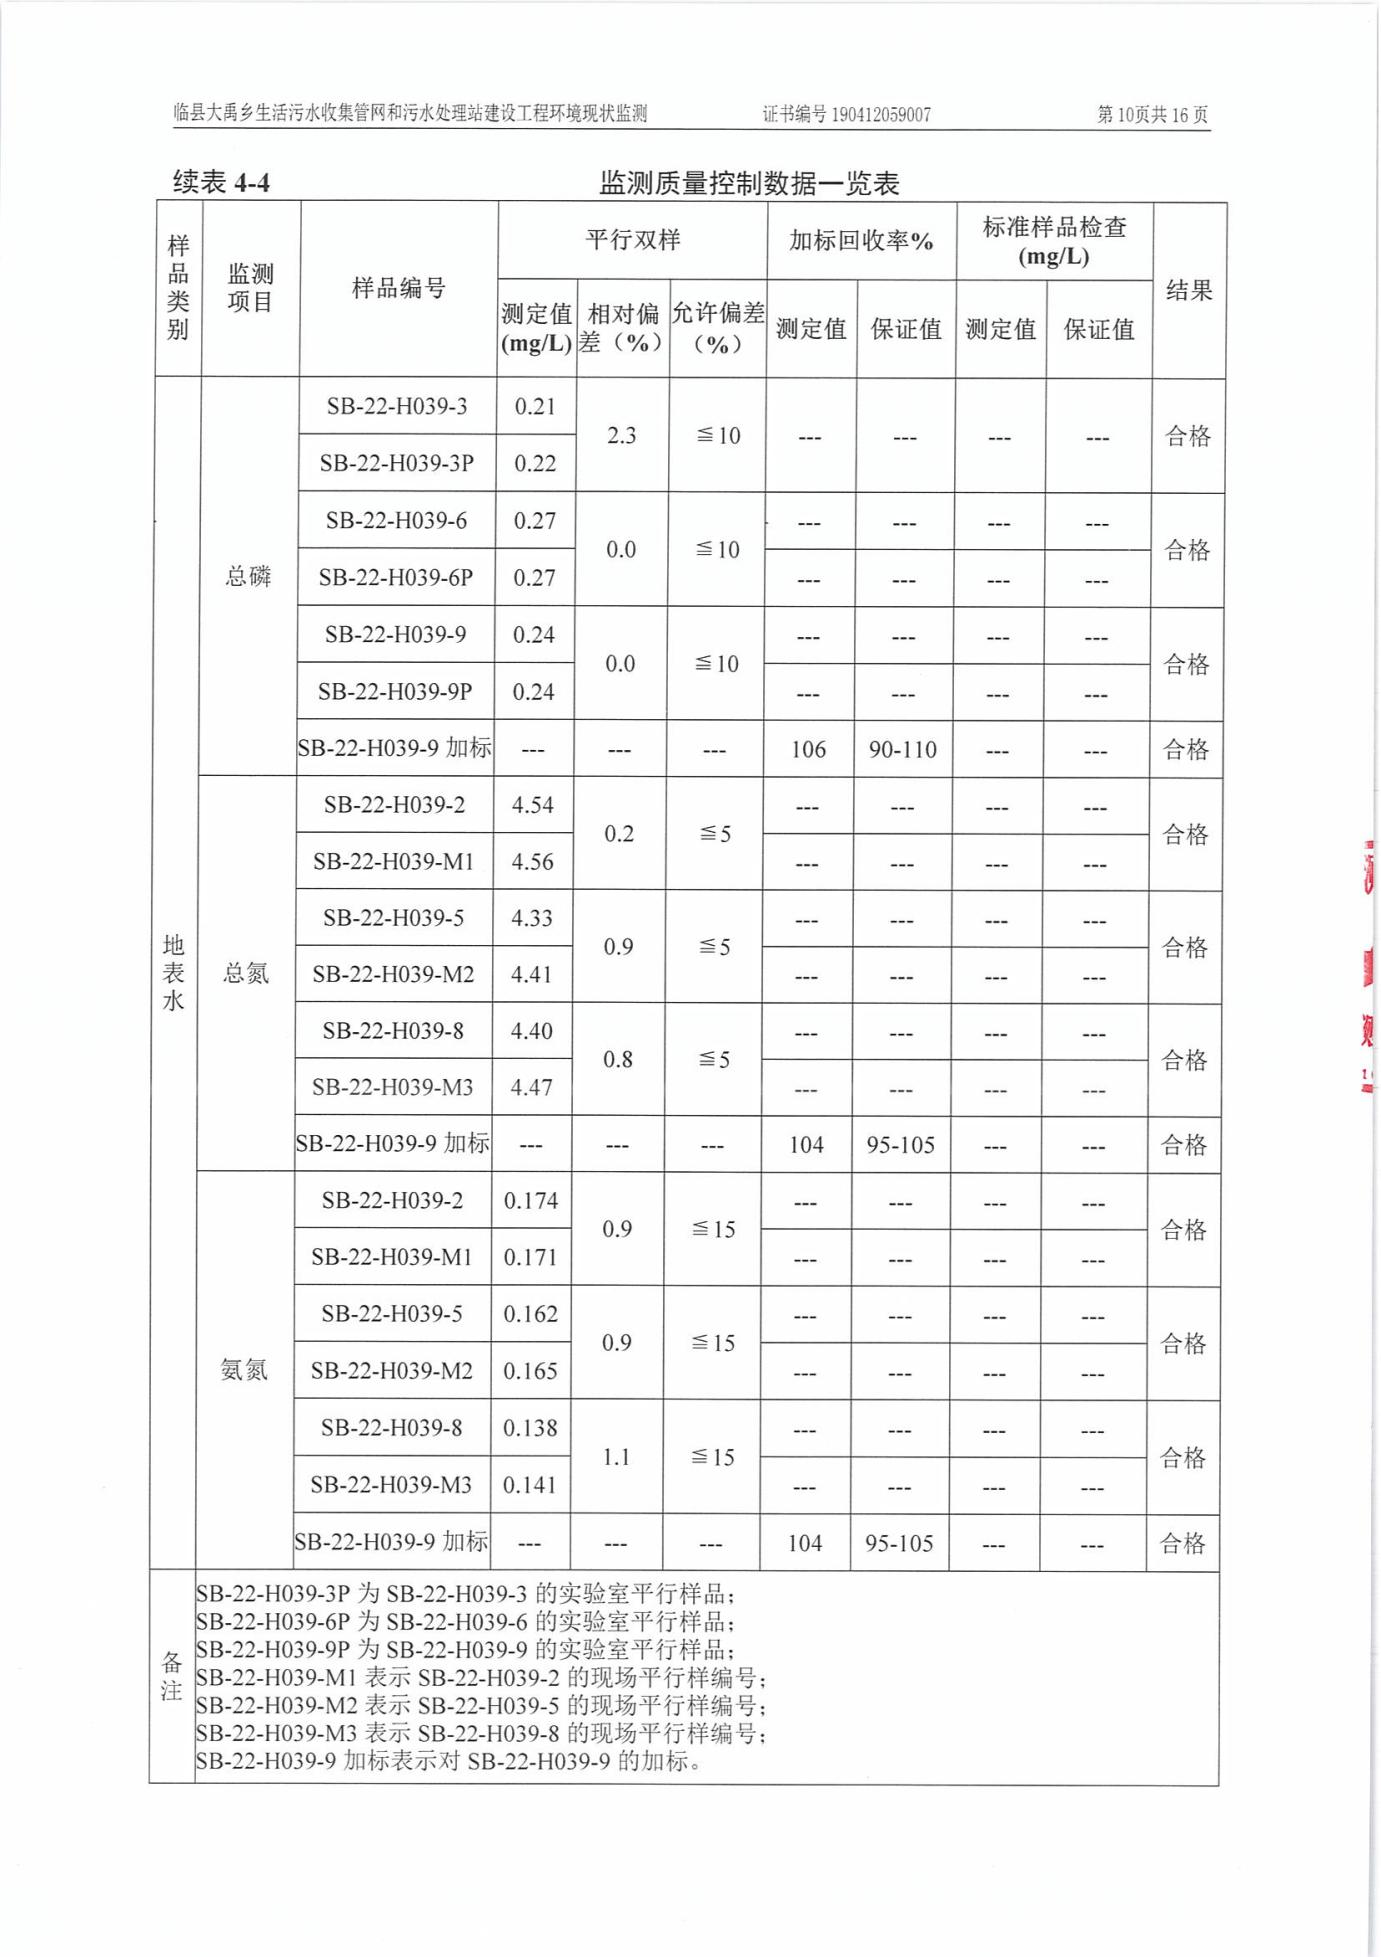 临县大禹乡生活污水收集管网和污水处理站建设工程环境现状监测 证书编号 190412059007 第 10页共 16 页
续表 4-4 监测质量控制数据一览表
样品类别 监测项目 样品编号 平行双样 加标回收率% 标准样品检查(mg/L) 结果
测定值(mg/L) 相对偏差（%） 允许偏差（%） 测定值 保证值 测定值 保证值
地表水
总磷
SB-22-H039-3 0.21 2.3 ≦10 --- --- --- --- 合格
SB-22-H039-3P 0.22
SB-22-H039-6 0.27 0.0 ≦10 --- --- --- --- 合格
SB-22-H039-6P 0.27 --- --- --- ---
SB-22-H039-9 0.24 0.0 ≦10 --- --- --- --- 合格
SB-22-H039-9P 0.24 --- --- --- ---
SB-22-H039-9 加标 --- --- --- 106 90-110 --- --- 合格
总氮
SB-22-H039-2 4.54 0.2 ≦5 --- --- --- --- 合格
SB-22-H039-M1 4.56 --- --- --- ---
SB-22-H039-5 4.33 0.9 ≦5 --- --- --- --- 合格
SB-22-H039-M2 4.41 --- --- --- ---
SB-22-H039-8 4.40 0.8 ≦5 --- --- --- --- 合格
SB-22-H039-M3 4.47 --- --- --- ---
SB-22-H039-9 加标 --- --- --- 104 95-105 --- --- 合格
氨氮
SB-22-H039-2 0.174 0.9 ≦15 --- --- --- --- 合格
SB-22-H039-M1 0.171 --- --- --- ---
SB-22-H039-5 0.162 0.9 ≦15 --- --- --- --- 合格
SB-22-H039-M2 0.165 --- --- --- ---
SB-22-H039-8 0.138 1.1 ≦15 --- --- --- --- 合格
SB-22-H039-M3 0.141 --- --- --- ---
SB-22-H039-9 加标 --- --- --- 104 95-105 --- --- 合格
备注
SB-22-H039-3P 为 SB-22-H039-3 的实验室平行样品；
SB-22-H039-6P 为 SB-22-H039-6 的实验室平行样品；
SB-22-H039-9P 为 SB-22-H039-9 的实验室平行样品；
SB-22-H039-M1 表示 SB-22-H039-2 的现场平行样编号；
SB-22-H039-M2 表示 SB-22-H039-5 的现场平行样编号；
SB-22-H039-M3 表示 SB-22-H039-8 的现场平行样编号；
SB-22-H039-9 加标表示对 SB-22-H039-9 的加标。